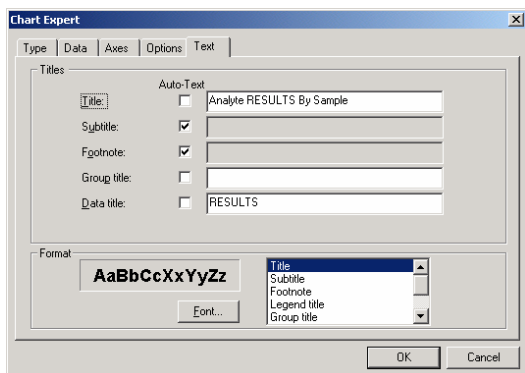 Chart Expert
Type Data Axes Options Text
Titles
Auto-Text
Title: Analyte RESULTS By Sample
Subtitle:
Footnote:
Group title:
Data title: RESULTS
Format
AaBbCcXxYyZz
Font...
Title
Subtitle
Footnote
Legend title
Group title
OK Cancel